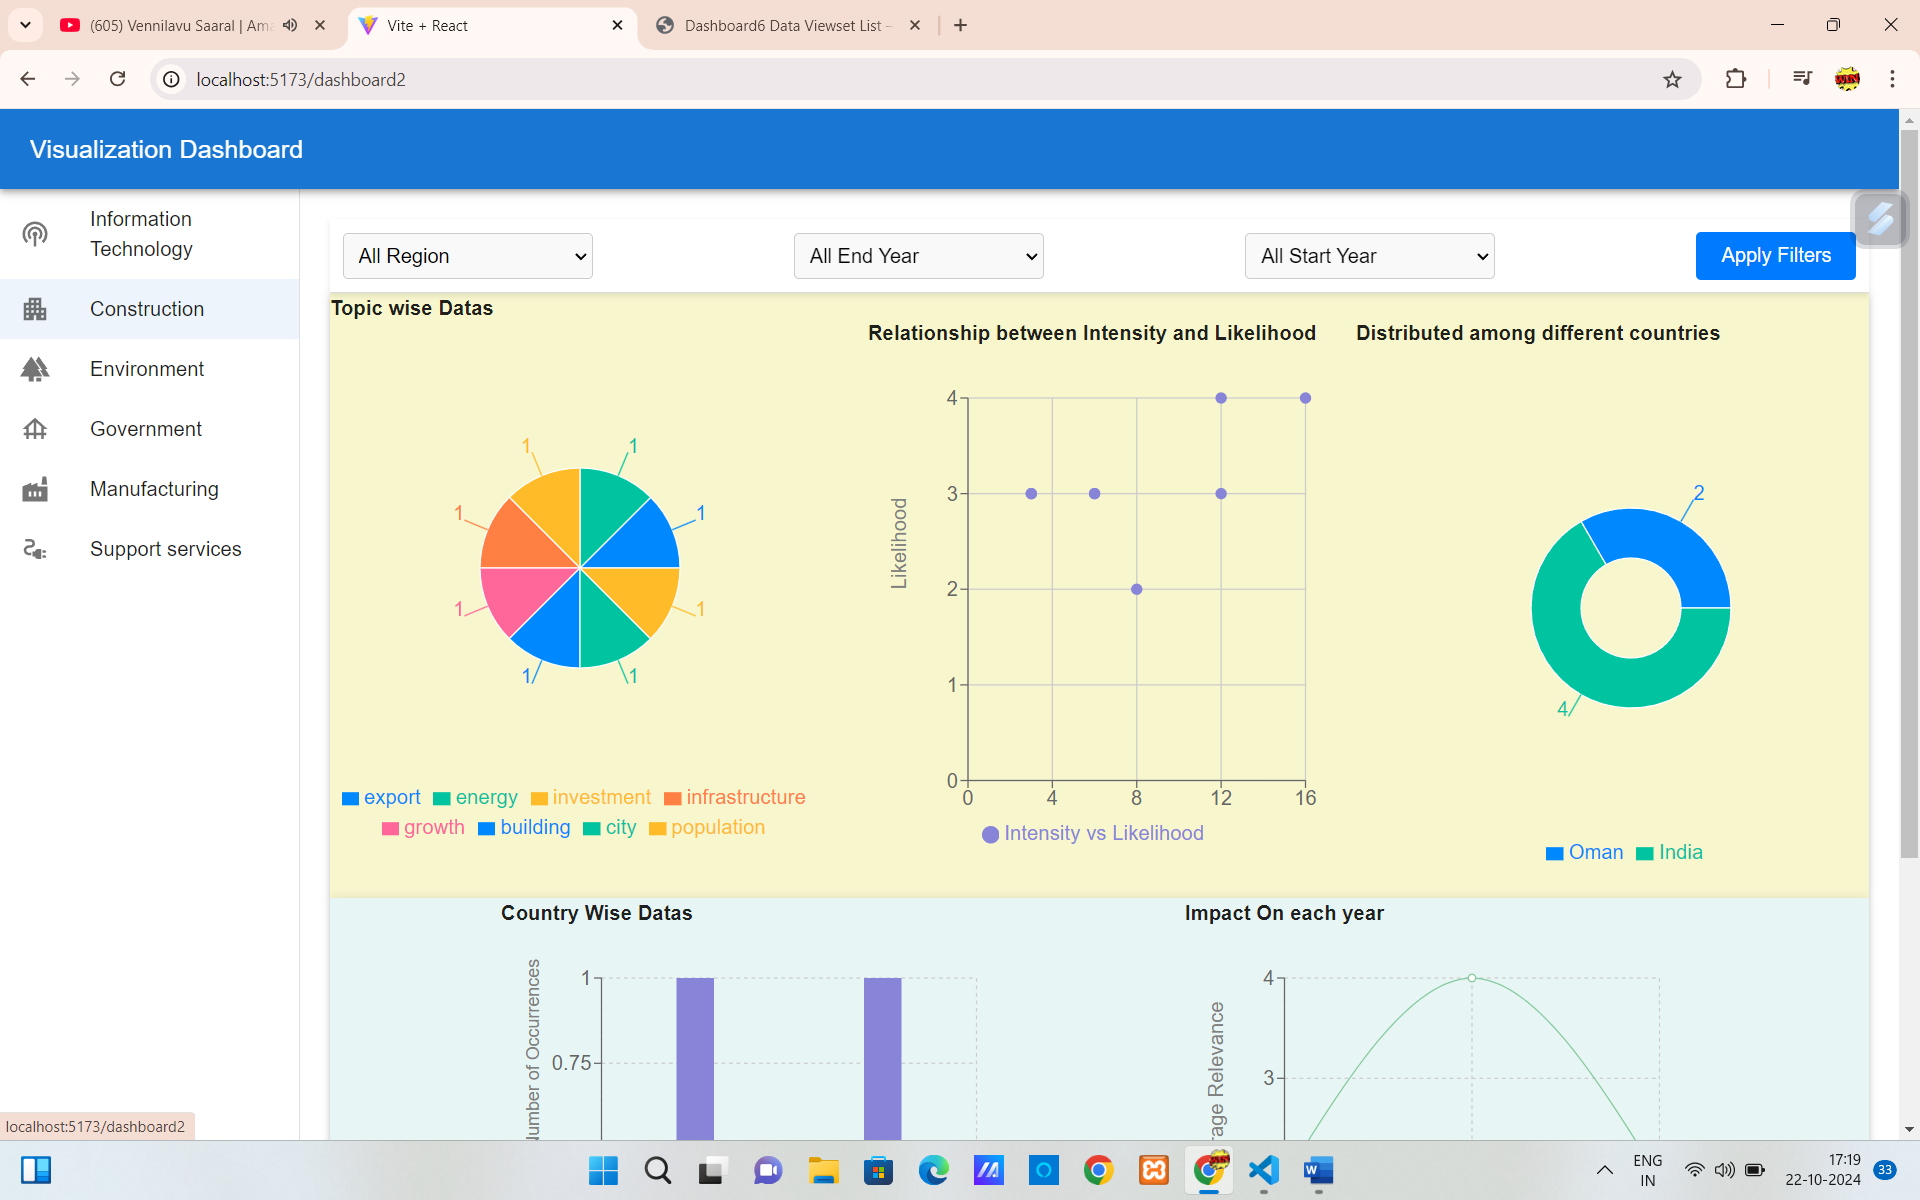 (605) Vennilavu Saaral | Ama
Vite + React
Dashboard6 Data Viewset List –
localhost:5173/dashboard2
Visualization Dashboard
Information
Technology
Construction
Environment
Government
Manufacturing
Support services
All Region
All End Year
All Start Year
Apply Filters
Topic wise Datas
1
1
1
1
1
1
1
1
export energy investment infrastructure
growth building city population
Relationship between Intensity and Likelihood
Likelihood
4
3
2
1
0
0 4 8 12 16
Intensity vs Likelihood
Distributed among different countries
2
4
Oman India
Country Wise Datas
Number of Occurrences
1
0.75
Impact On each year
rage Relevance
4
3
localhost:5173/dashboard2
ENG
IN
17:19
22-10-2024
33